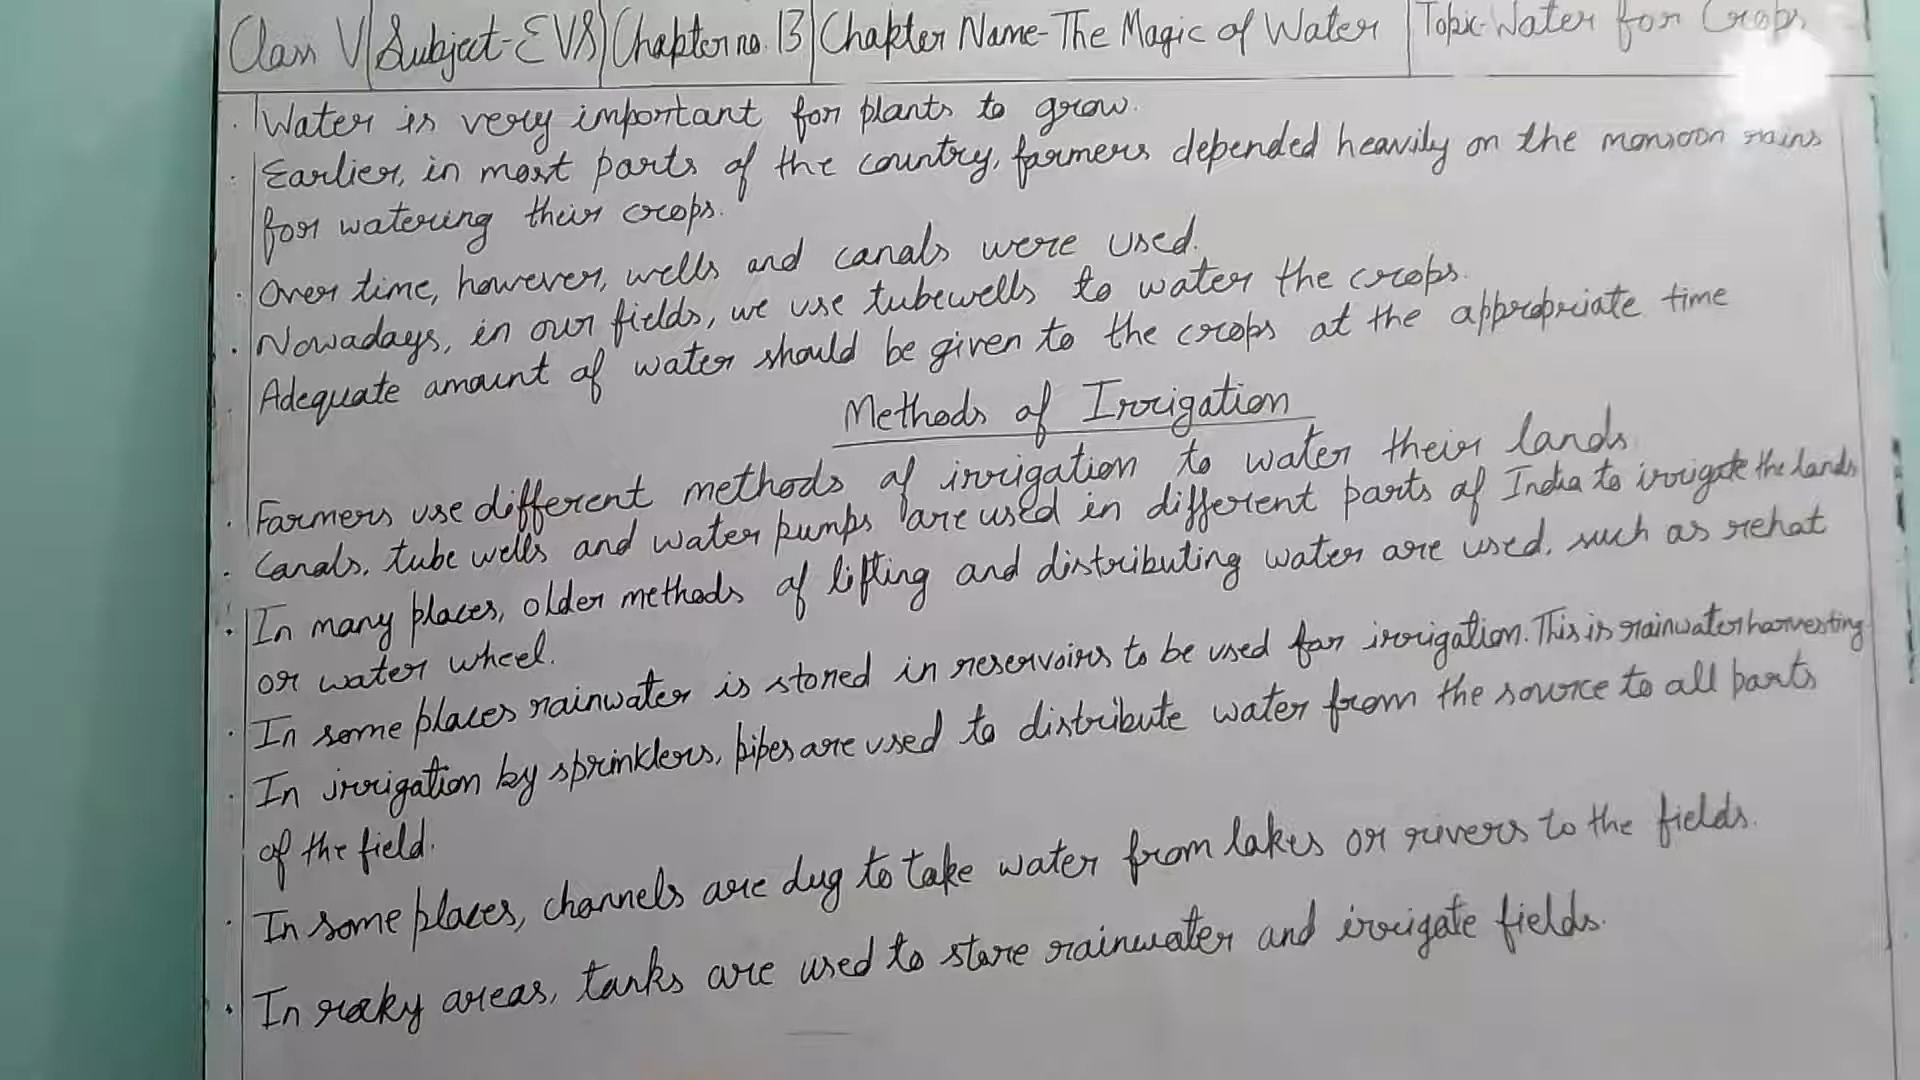 Class V | Subject-EVS | Chapter no. 13 | Chapter Name-The Magic of Water | Topic-Water for Crops
. Water is very important for plants to grow.
. Earlier, in most parts of the country, farmers depended heavily on the monsoon rains
for watering their crops.
. Over time, however, wells and canals were used.
. Nowadays, in our fields, we use tubewells to water the crops.
. Adequate amount of water should be given to the crops at the appropriate time
Methods of Irrigation
. Farmers use different methods of irrigation to water their lands.
. Canals, tube wells and water pumps are used in different parts of India to irrigate the lands
. In many places, older methods of lifting and distributing water are used, such as rehat
or water wheel.
. In some places rainwater is stored in reservoirs to be used for irrigation. This is rainwater harvesting
. In irrigation by sprinklers, pipes are used to distribute water from the source to all parts
of the field.
. In some places, channels are dug to take water from lakes or rivers to the fields.
. In rocky areas, tanks are used to store rainwater and irrigate fields.